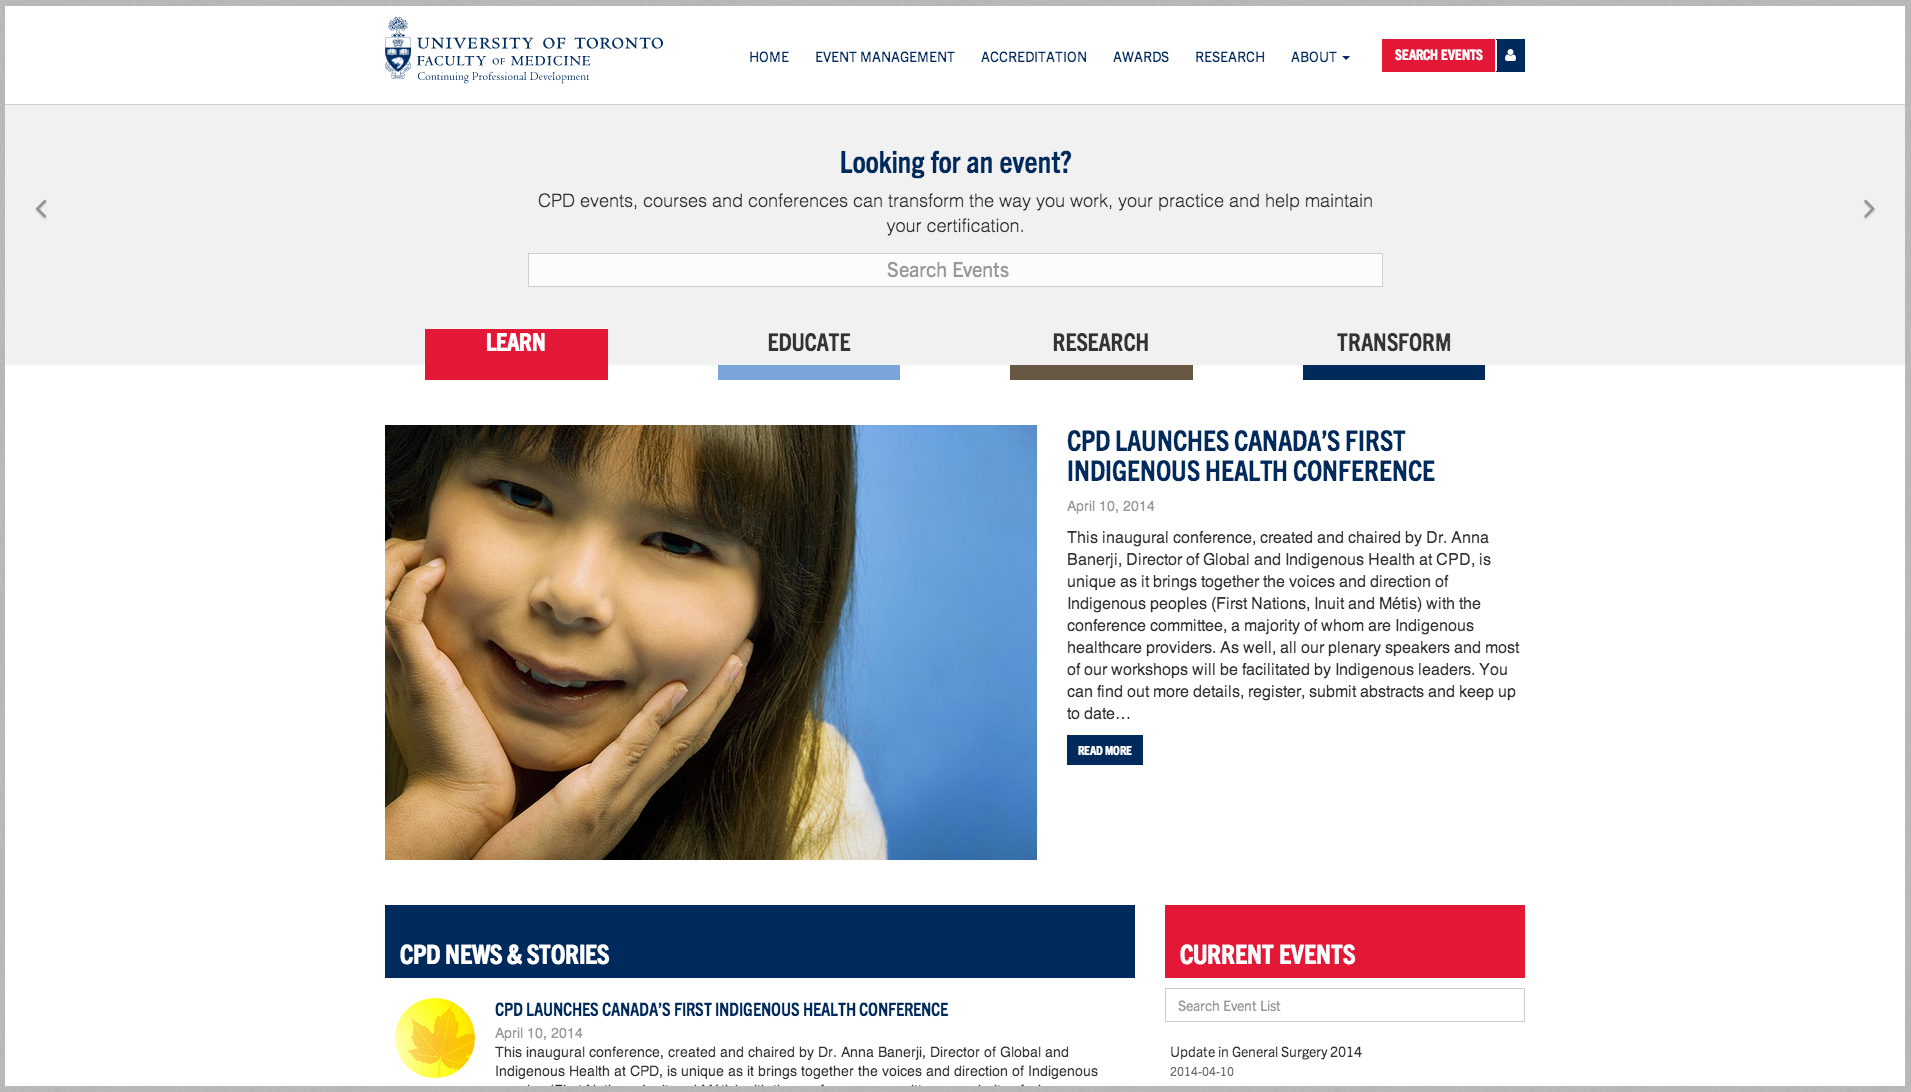 UNIVERSITY OF TORONTO
FACULTY OF MEDICINE
Continuing Professional Development
HOME EVENT MANAGEMENT ACCREDITATION AWARDS RESEARCH ABOUT
SEARCH EVENTS
Looking for an event?
CPD events, courses and conferences can transform the way you work, your practice and help maintain
your certification.
Search Events
LEARN EDUCATE RESEARCH TRANSFORM
CPD LAUNCHES CANADA’S FIRST
INDIGENOUS HEALTH CONFERENCE
April 10, 2014
This inaugural conference, created and chaired by Dr. Anna
Banerji, Director of Global and Indigenous Health at CPD, is
unique as it brings together the voices and direction of
Indigenous peoples (First Nations, Inuit and Métis) with the
conference committee, a majority of whom are Indigenous
healthcare providers. As well, all our plenary speakers and most
of our workshops will be facilitated by Indigenous leaders. You
can find out more details, register, submit abstracts and keep up
to date…
READ MORE
CPD NEWS & STORIES
CPD LAUNCHES CANADA’S FIRST INDIGENOUS HEALTH CONFERENCE
April 10, 2014
This inaugural conference, created and chaired by Dr. Anna Banerji, Director of Global and
Indigenous Health at CPD, is unique as it brings together the voices and direction of Indigenous
CURRENT EVENTS
Search Event List
Update in General Surgery 2014
2014-04-10